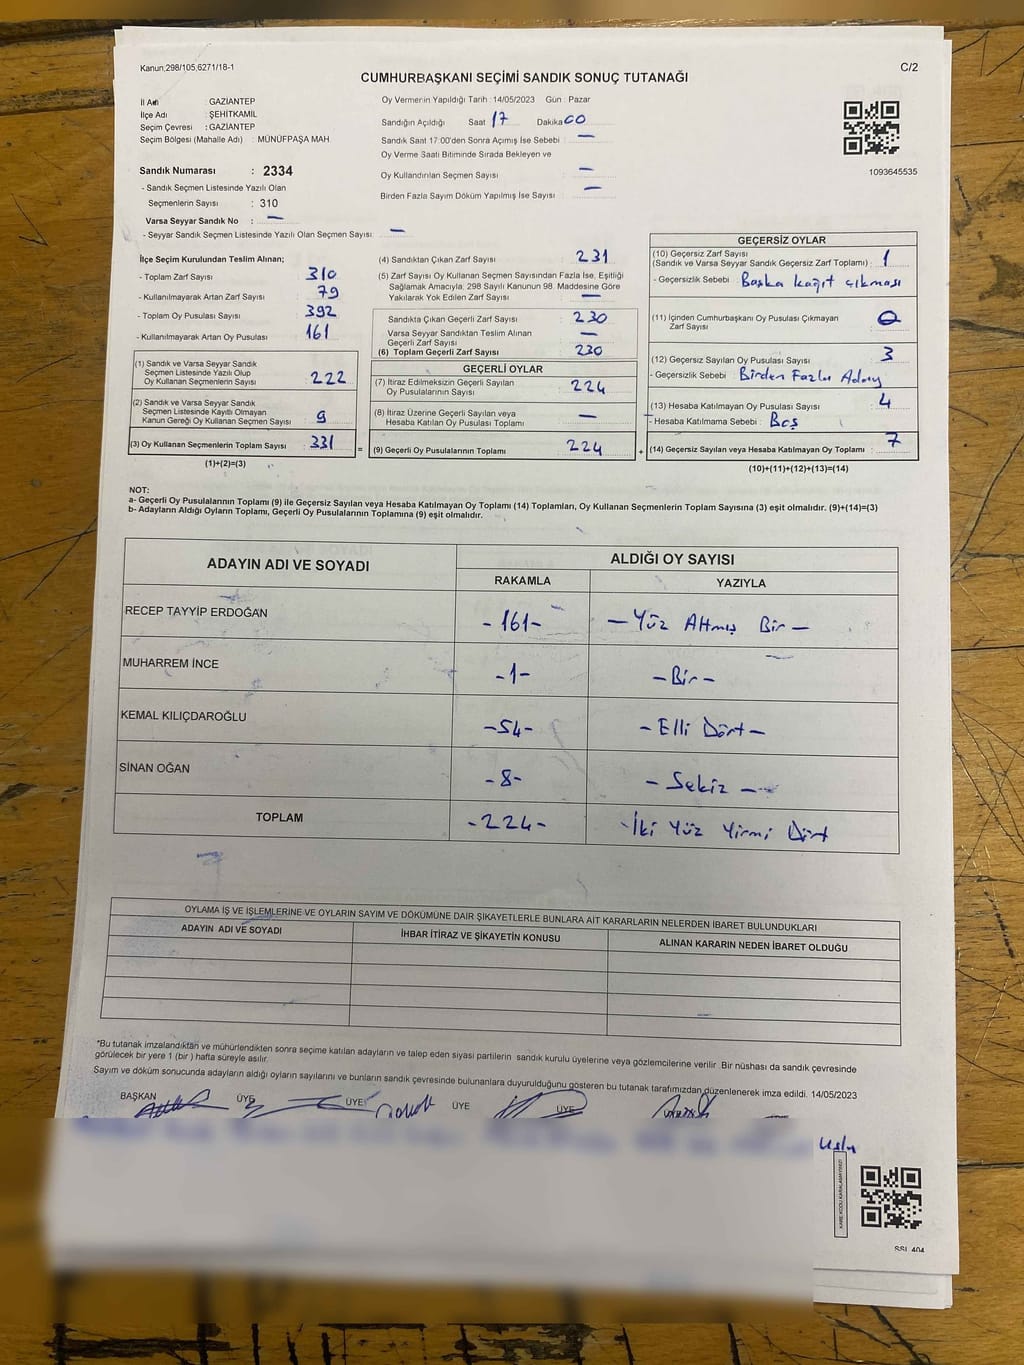 Kanun,298/105,6271/18-1
C/2
CUMHURBAŞKANI SEÇİMİ SANDIK SONUÇ TUTANAĞI
İl Adı : GAZİANTEP
İlçe Adı : ŞEHİTKAMİL
Seçim Çevresi : GAZİANTEP
Seçim Bölgesi (Mahalle Adı) : MÜNÜFPAŞA MAH.
Oy Vermenin Yapıldığı Tarih : 14/05/2023 Gün : Pazar
Sandığın Açıldığı Saat 17 Dakika 00
Sandık Saat 17:00'den Sonra Açımış İse Sebebi : —
Oy Verme Saati Bitiminde Sırada Bekleyen ve
Oy Kullandırılan Seçmen Sayısı : —
Birden Fazla Sayım Döküm Yapılmış İse Sayısı : —
1093645535
Sandık Numarası : 2334
- Sandık Seçmen Listesinde Yazılı Olan
Seçmenlerin Sayısı : 310
Varsa Seyyar Sandık No : —
- Seyyar Sandık Seçmen Listesinde Yazılı Olan Seçmen Sayısı: —
İlçe Seçim Kurulundan Teslim Alınan;
- Toplam Zarf Sayısı : 310
- Kullanılmayarak Artan Zarf Sayısı : 79
- Toplam Oy Pusulası Sayısı : 392
- Kullanılmayarak Artan Oy Pusulası : 161
(1) Sandık ve Varsa Seyyar Sandık
Seçmen Listesinde Yazılı Olup
Oy Kullanan Seçmenlerin Sayısı : 222
(2) Sandık ve Varsa Seyyar Sandık
Seçmen Listesinde Kayıtlı Olmayan
Kanun Gereği Oy Kullanan Seçmen Sayısı : 9
(3) Oy Kullanan Seçmenlerin Toplam Sayısı : 331
(1)+(2)=(3)
(4) Sandıktan Çıkan Zarf Sayısı : 231
(5) Zarf Sayısı Oy Kullanan Seçmen Sayısından Fazla İse, Eşitliği
Sağlamak Amacıyla, 298 Sayılı Kanunun 98. Maddesine Göre
Yakılarak Yok Edilen Zarf Sayısı : —
Sandıkta Çıkan Geçerli Zarf Sayısı : 230
Varsa Seyyar Sandıktan Teslim Alınan
Geçerli Zarf Sayısı : —
(6) Toplam Geçerli Zarf Sayısı : 230
GEÇERLİ OYLAR
(7) İtiraz Edilmeksizin Geçerli Sayılan
Oy Pusulalarının Sayısı : 224
(8) İtiraz Üzerine Geçerli Sayılan veya
Hesaba Katılan Oy Pusulası Toplamı : —
= (9) Geçerli Oy Pusulalarının Toplamı : 224 +
GEÇERSİZ OYLAR
(10) Geçersiz Zarf Sayısı
(Sandık ve Varsa Seyyar Sandık Geçersiz Zarf Toplamı) : 1
- Geçersizlik Sebebi : Başka kağıt çıkması
(11) İçinden Cumhurbaşkanı Oy Pusulası Çıkmayan
Zarf Sayısı : 0
(12) Geçersiz Sayılan Oy Pusulası Sayısı : 3
- Geçersizlik Sebebi : Birden Fazla Aday
(13) Hesaba Katılmayan Oy Pusulası Sayısı : 4
- Hesaba Katılmama Sebebi : Boş
(14) Geçersiz Sayılan veya Hesaba Katılmayan Oy Toplamı : 7
(10)+(11)+(12)+(13)=(14)
NOT:
a- Geçerli Oy Pusulalarının Toplamı (9) ile Geçersiz Sayılan veya Hesaba Katılmayan Oy Toplamı (14) Toplamları, Oy Kullanan Seçmenlerin Toplam Sayısına (3) eşit olmalıdır. (9)+(14)=(3)
b- Adayların Aldığı Oyların Toplamı, Geçerli Oy Pusulalarının Toplamına (9) eşit olmalıdır.
ADAYIN ADI VE SOYADI
ALDIĞI OY SAYISI
RAKAMLA YAZIYLA
RECEP TAYYİP ERDOĞAN -161- — Yüz Altmış Bir —
MUHARREM İNCE -1- — Bir —
KEMAL KILIÇDAROĞLU -54- — Elli Dört —
SİNAN OĞAN -8- — Sekiz —
TOPLAM -224- - İki Yüz Yirmi Dört
OYLAMA İŞ VE İŞLEMLERİNE VE OYLARIN SAYIM VE DÖKÜMÜNE DAİR ŞİKAYETLERLE BUNLARA AİT KARARLARIN NELERDEN İBARET BULUNDUKLARI
ADAYIN ADI VE SOYADI İHBAR İTİRAZ VE ŞİKAYETİN KONUSU ALINAN KARARIN NEDEN İBARET OLDUĞU
*Bu tutanak imzalandıktan ve mühürlendikten sonra seçime katılan adayların ve talep eden siyasi partilerin sandık kurulu üyelerine veya gözlemcilerine verilir. Bir nüshası da sandık çevresinde
görülecek bir yere 1 (bir ) hafta süreyle asılır.
Sayım ve döküm sonucunda adayların aldığı oyların sayılarını ve bunların sandık çevresinde bulunanlara duyurulduğunu gösteren bu tutanak tarafımızdan düzenlenerek imza edildi. 14/05/2023
BAŞKAN ÜYE ÜYE ÜYE ÜYE
Uslu